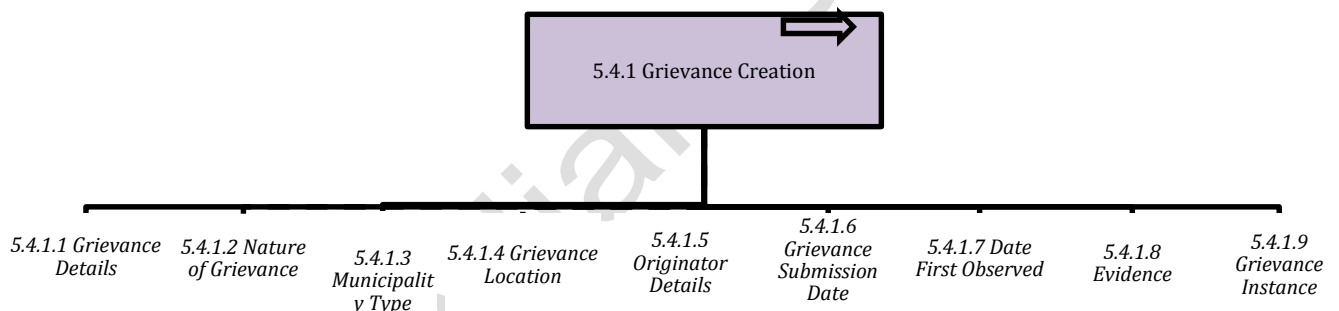 5.4.1 Grievance Creation
5.4.1.1 Grievance
Details
5.4.1.2 Nature
of Grievance
5.4.1.3
Municipalit
y Type
5.4.1.4 Grievance
Location
5.4.1.5
Originator
Details
5.4.1.6
Grievance
Submission
Date
5.4.1.7 Date
First Observed
5.4.1.8
Evidence
5.4.1.9
Grievance
Instance